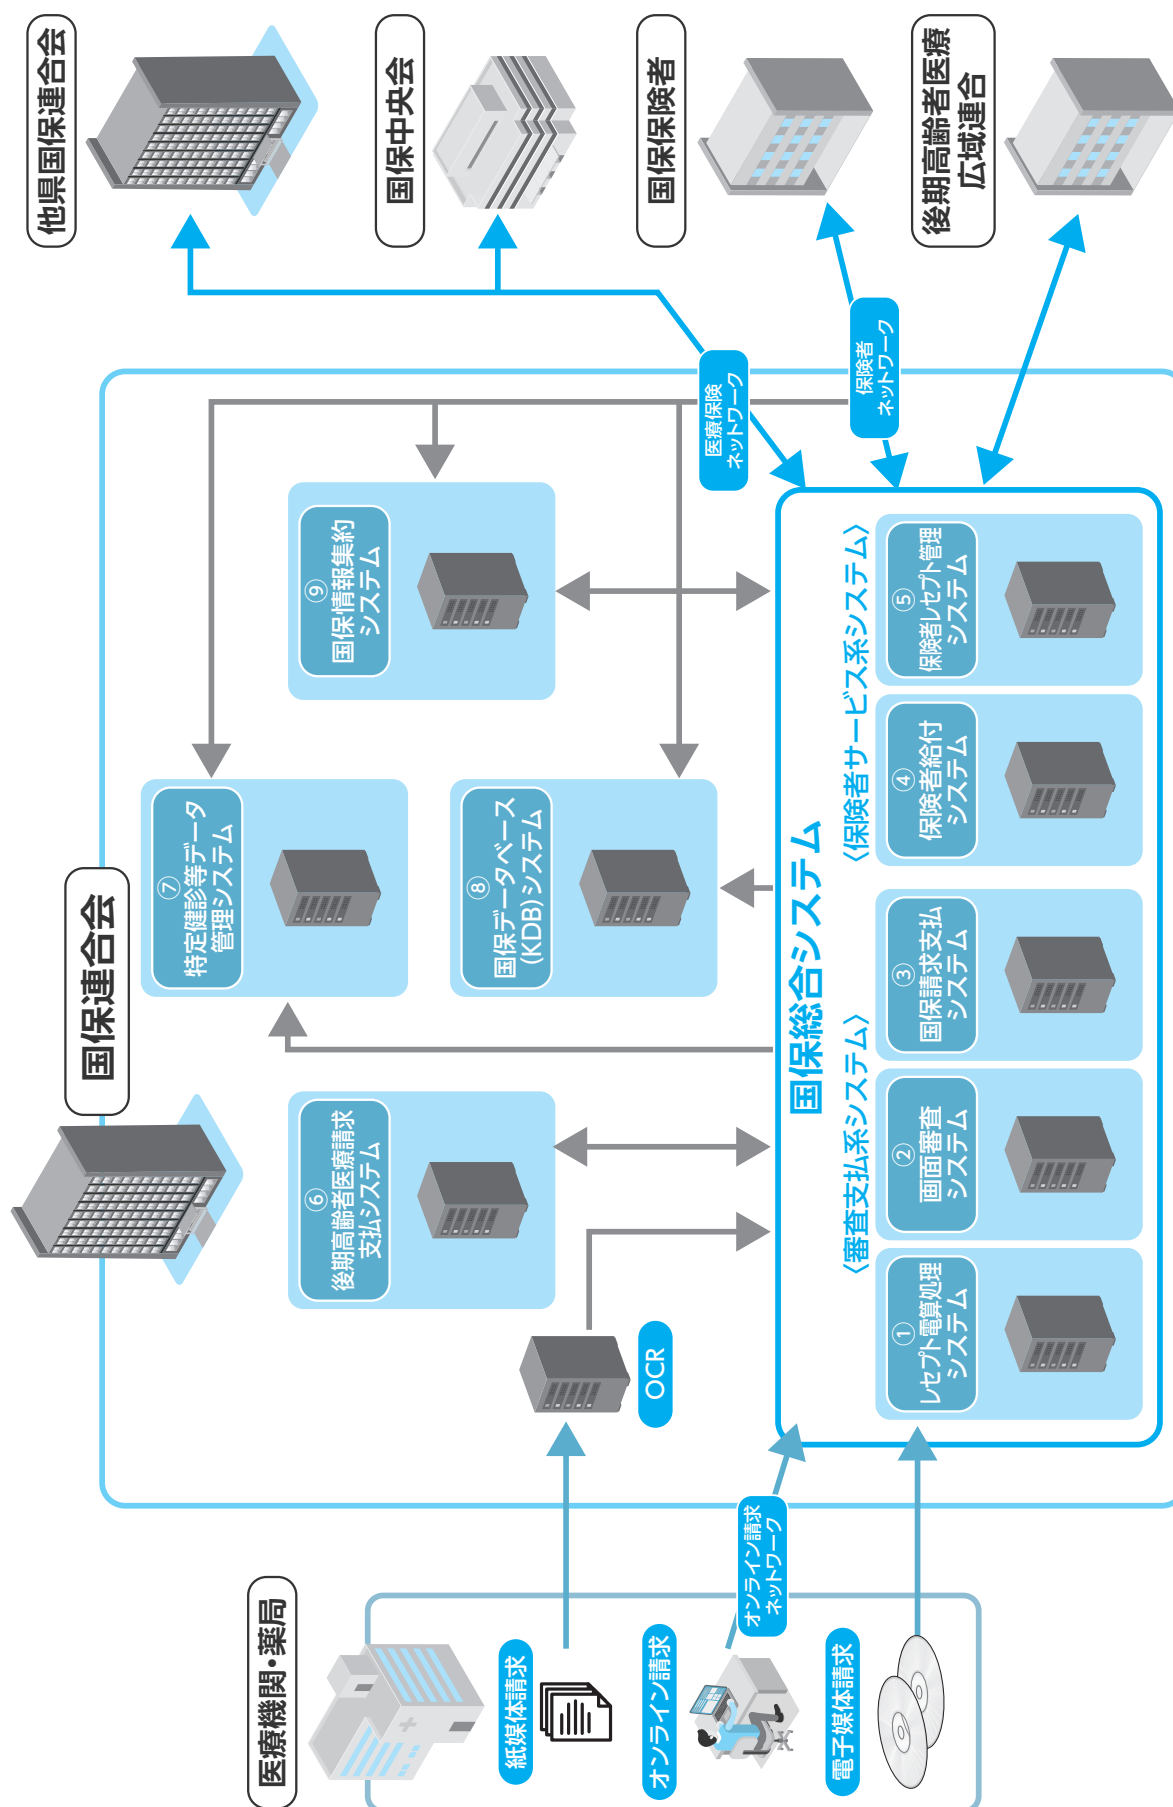 国保連合会
他県国保連合会
国保中央会
国保保険者
後期高齢者医療
広域連合
医療機関・薬局
紙媒体請求
オンライン請求
電子媒体請求
オンライン請求
ネットワーク
OCR
⑥
後期高齢者医療請求
支払システム
⑦
特定健診等データ
管理システム
⑧
国保データベース
(KDB)システム
⑨
国保情報集約
システム
医療保険
ネットワーク
保険者
ネットワーク
国保総合システム
〈審査支払系システム〉
①
レセプト電算処理
システム
②
画面審査
システム
③
国保請求支払
システム
〈保険者サービス系システム〉
④
保険者給付
システム
⑤
保険者レセプト管理
システム